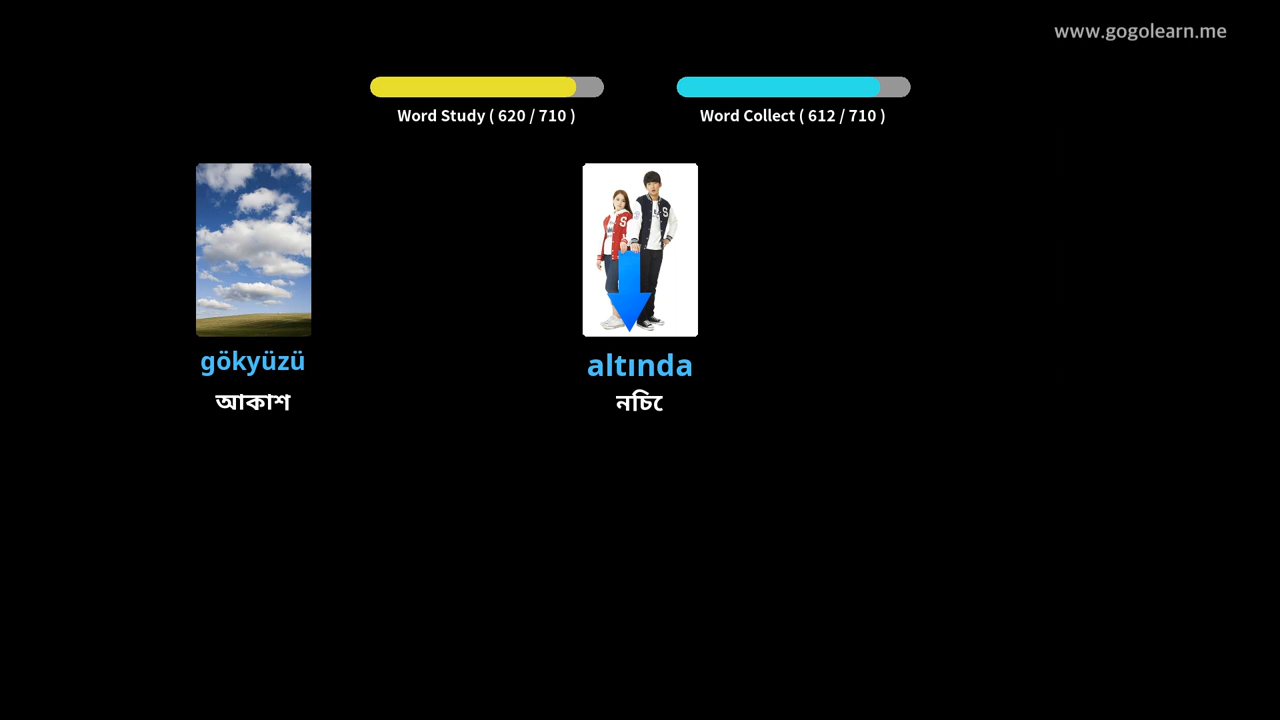 www.gogolearn.me
Word Study ( 620 / 710 )
Word Collect ( 612 / 710 )
gökyüzü
altında
আকাশ
নিচে